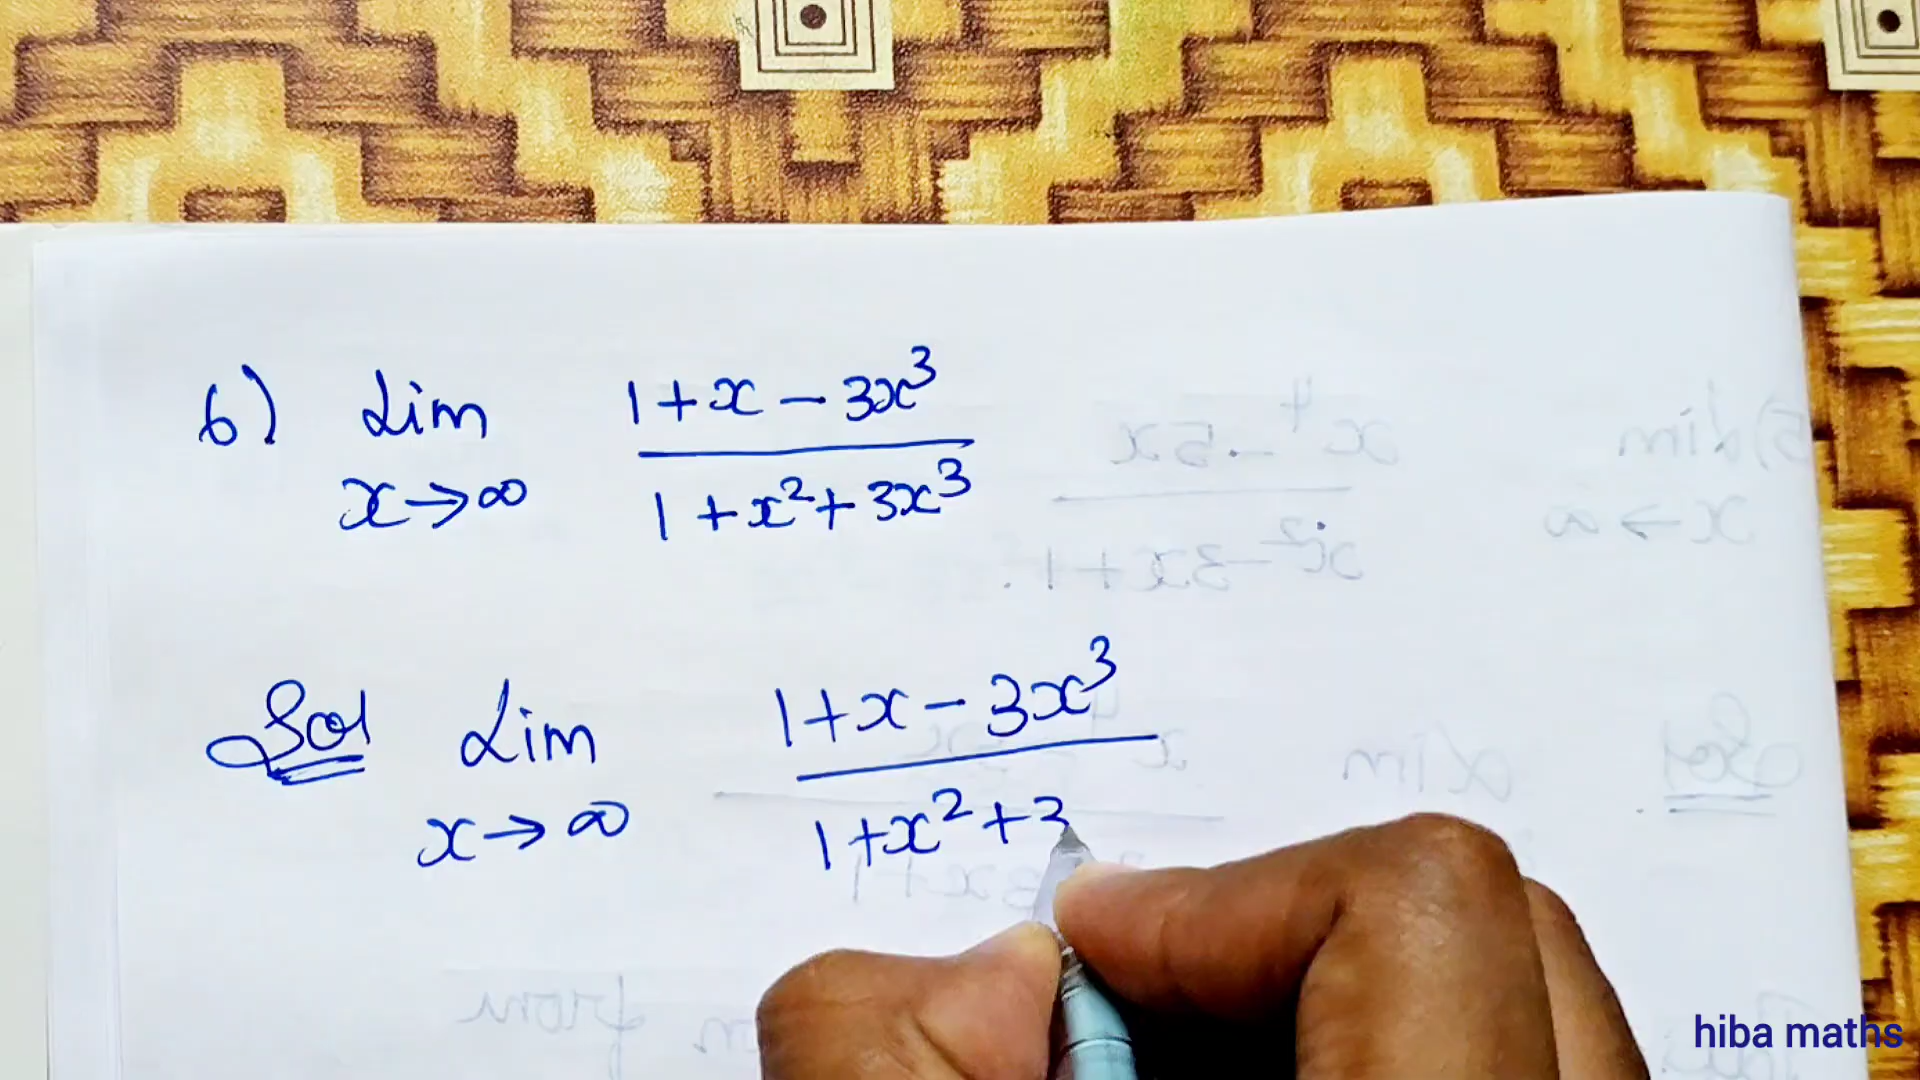 6) Lim x→∞ (1+x-3x³)/(1+x²+3x³)
Sol Lim x→∞ (1+x-3x³)/(1+x²+3
hiba maths